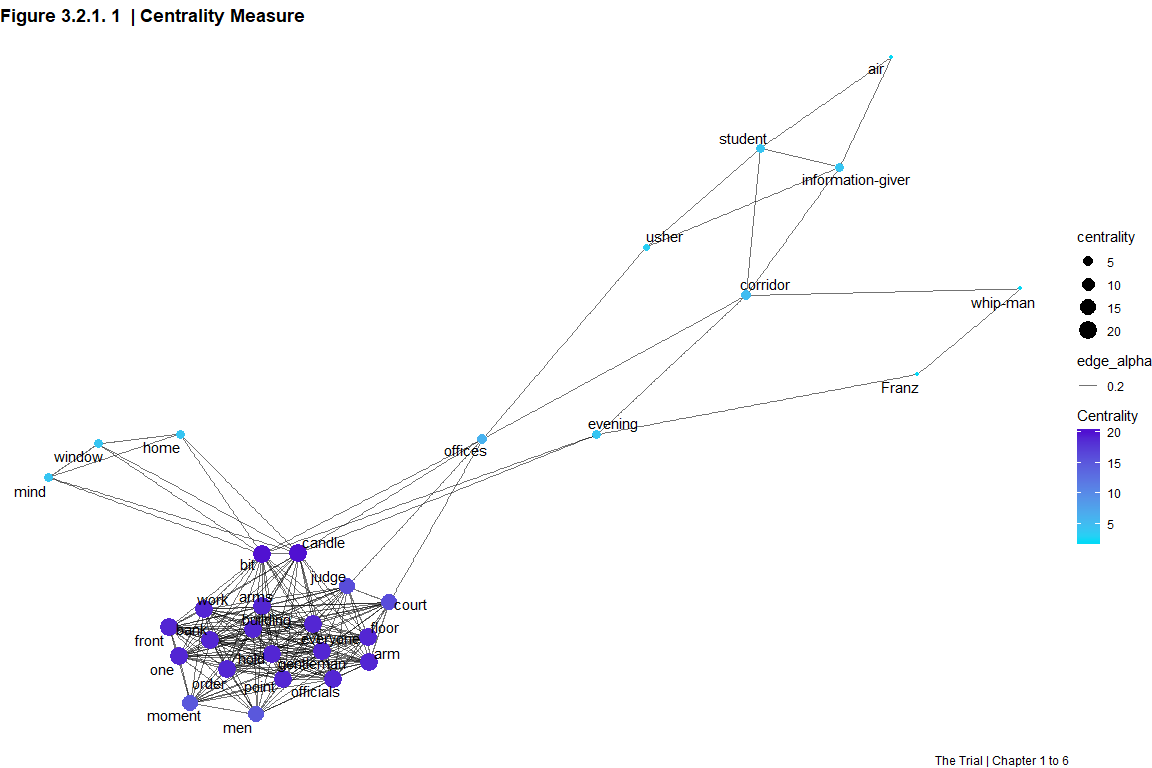 Figure 3.2.1. 1 | Centrality Measure
air
student
information-giver
usher
corridor
whip-man
Franz
evening
offices
home
window
mind
candle
bit
judge
work
arms
court
building
front
bank
everyone
floor
one
hold
gentleman
arm
order
point
officials
moment
men
centrality
5
10
15
20
edge_alpha
0.2
Centrality
20
15
10
5
The Trial | Chapter 1 to 6